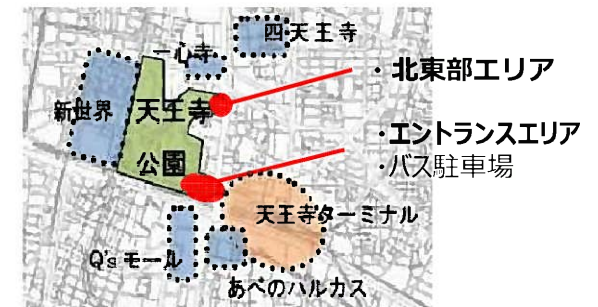 四天王寺
一心寺
・北東部エリア
新世界
天王寺
公園
・エントランスエリア
・バス駐車場
天王寺ターミナル
Q'sモール
あべのハルカス